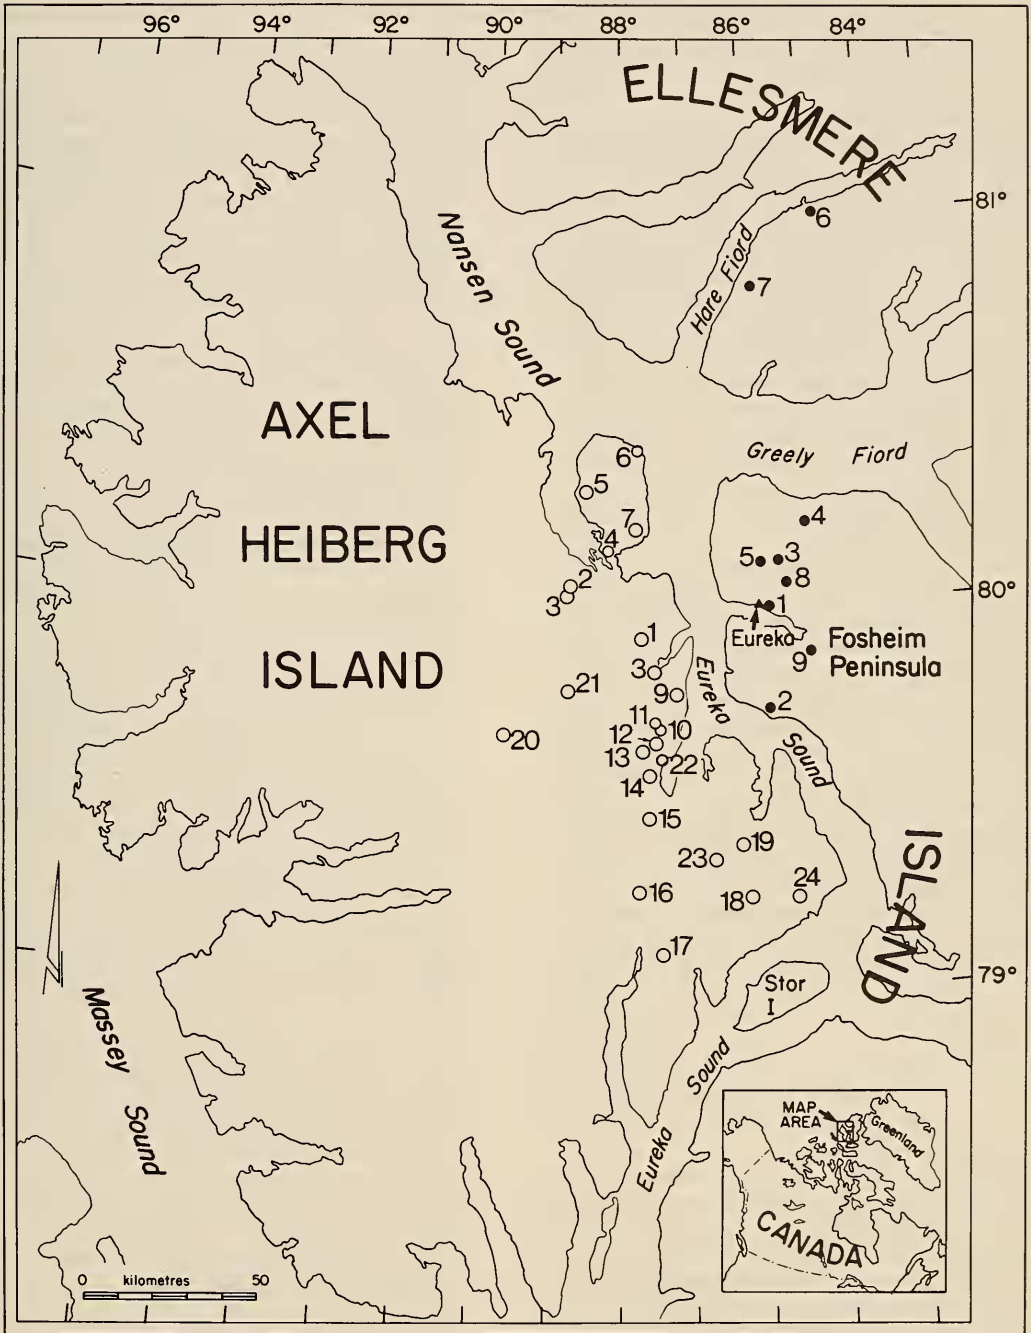 96° 94° 92° 90° 88° 86° 84°
ELLESMERE
81°
6
Hare Fiord
7
Nansen Sound
AXEL
HEIBERG
ISLAND
Greely Fiord
6
5
7
4
2
3
4
5
3
8
80°
1
Eureka
9
Fosheim
Peninsula
2
1
3
9
21
20
11
10
12
13
22
14
15
Eureka
Sound
23
19
16
18
24
17
ISLAND
79°
Stor
I
Massey Sound
Eureka Sound
MAP
AREA
Greenland
CANADA
0 kilometres 50
N